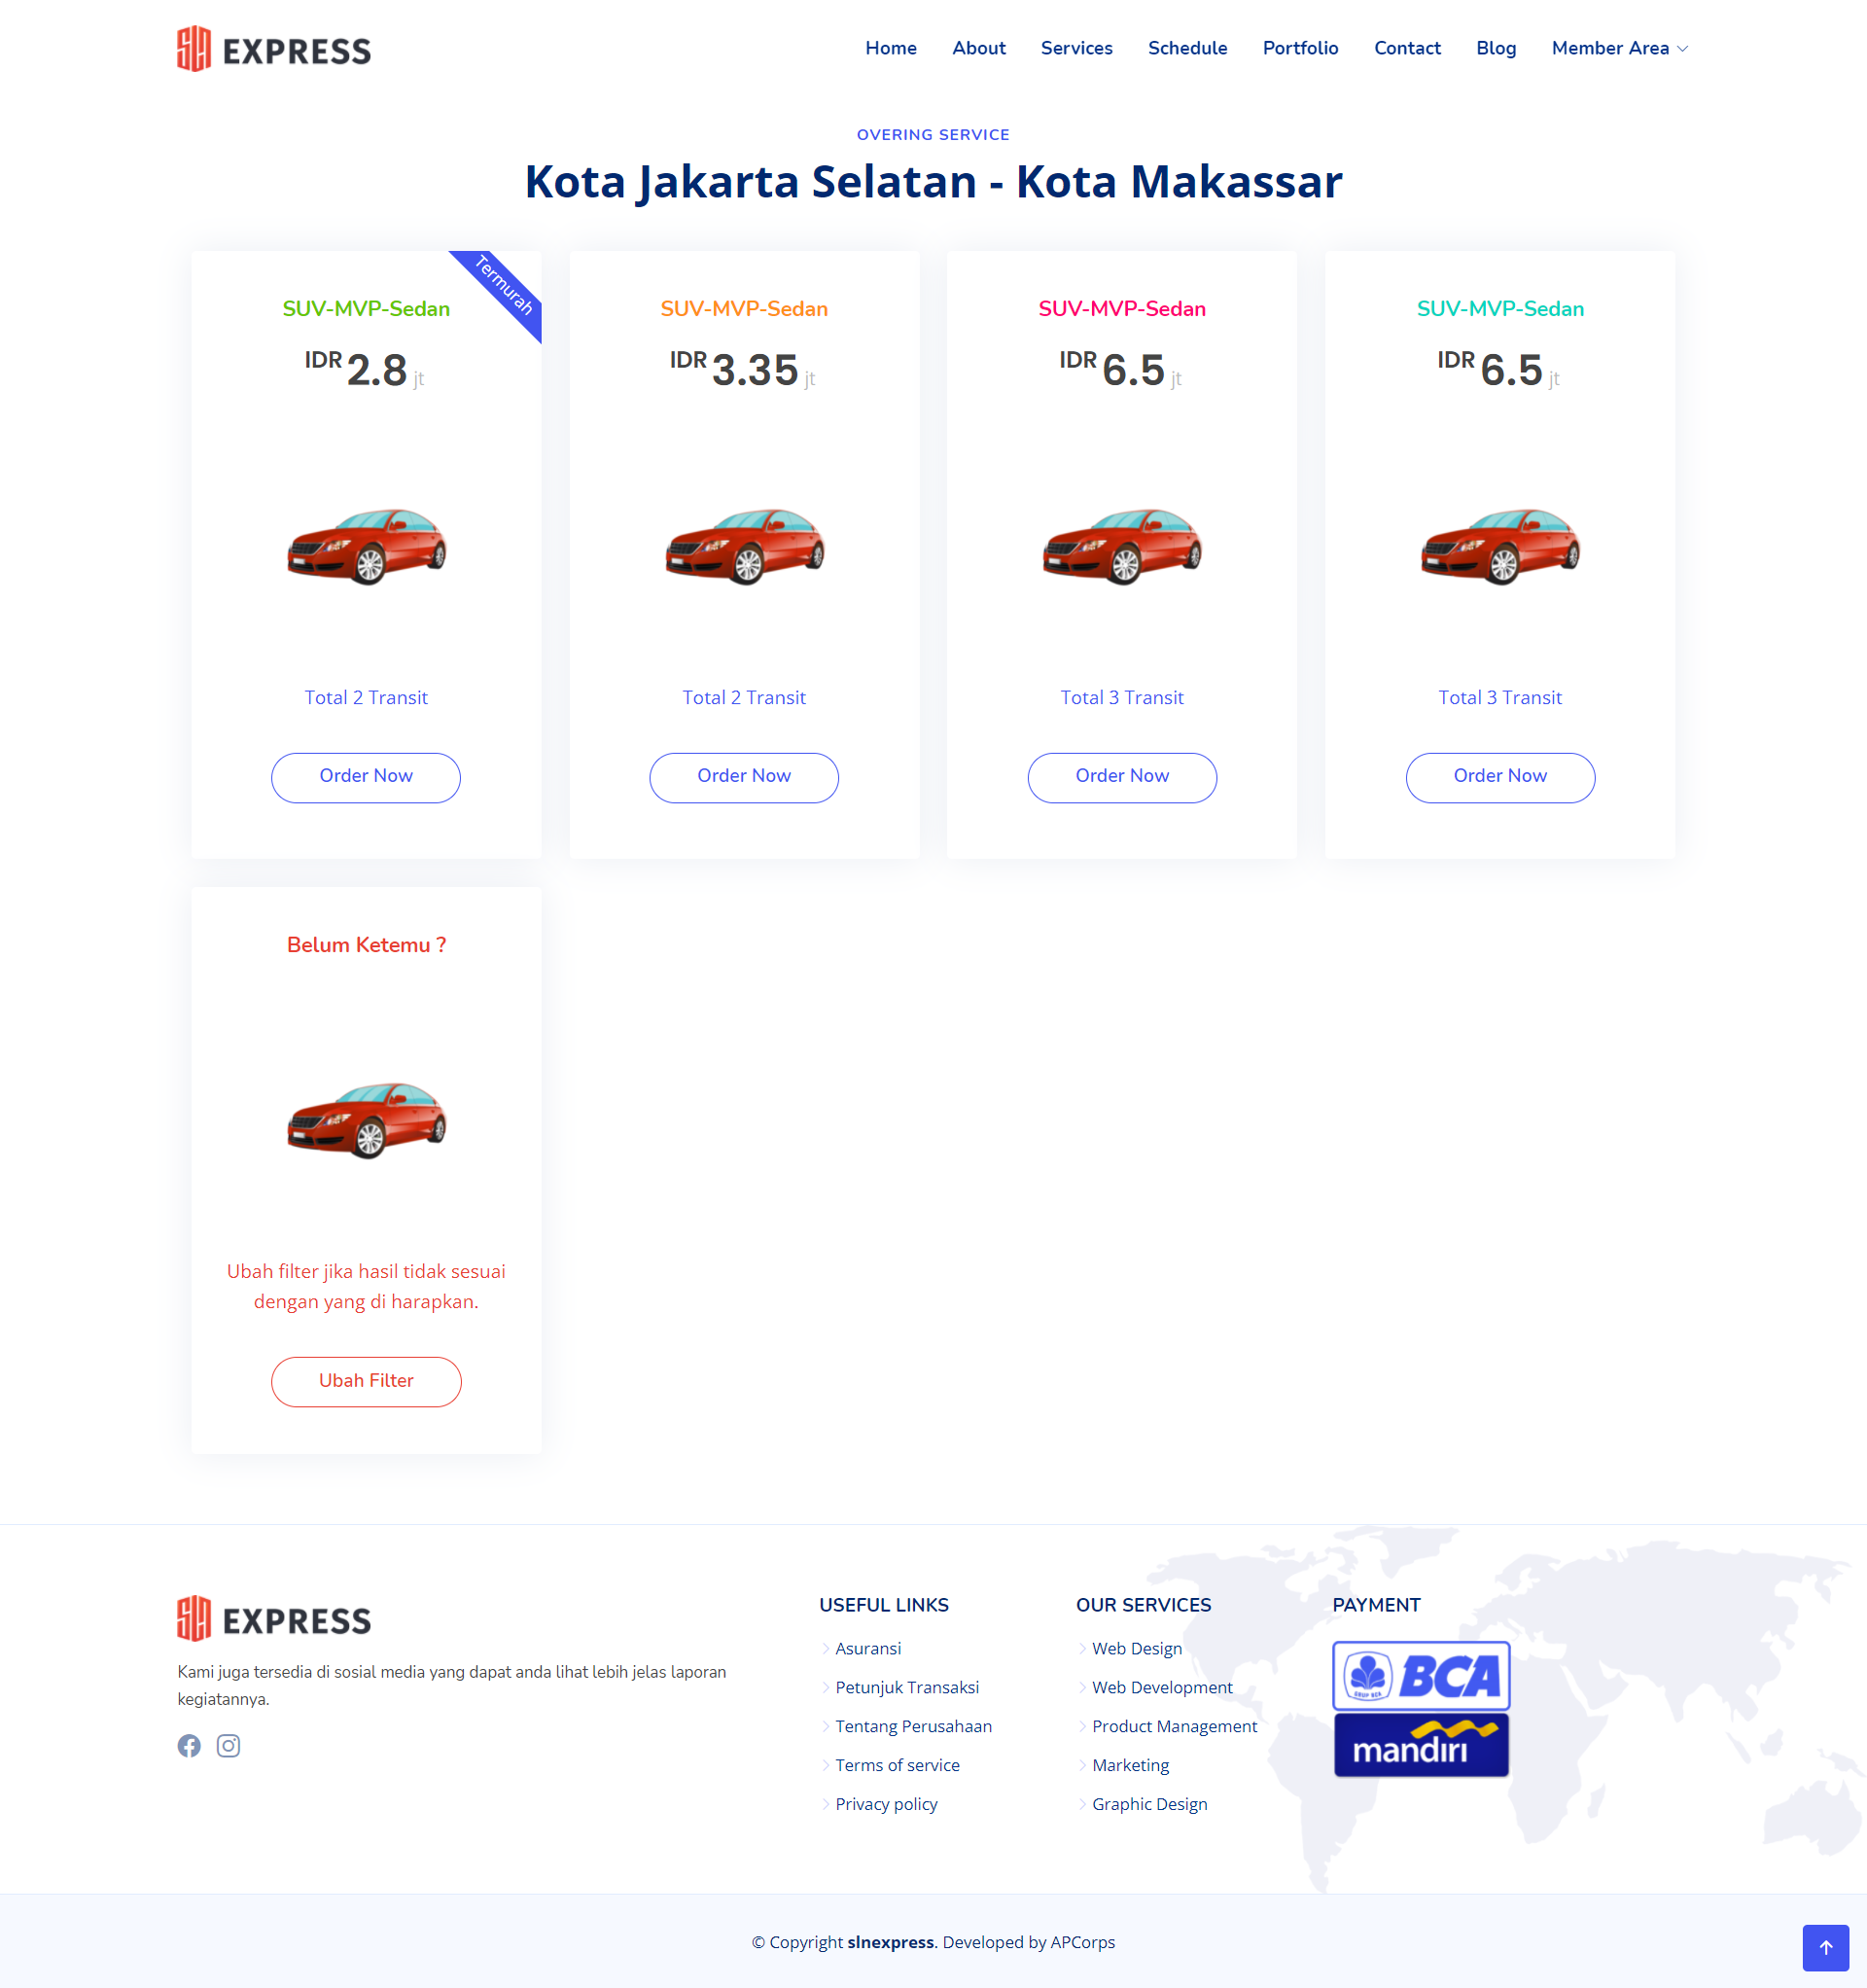 EXPRESS
Home About Services Schedule Portfolio Contact Blog Member Area
OVERING SERVICE
Kota Jakarta Selatan - Kota Makassar
Termurah
SUV-MVP-Sedan
IDR 2.8 jt
Total 2 Transit
Order Now
SUV-MVP-Sedan
IDR 3.35 jt
Total 2 Transit
Order Now
SUV-MVP-Sedan
IDR 6.5 jt
Total 3 Transit
Order Now
SUV-MVP-Sedan
IDR 6.5 jt
Total 3 Transit
Order Now
Belum Ketemu ?
Ubah filter jika hasil tidak sesuai
dengan yang di harapkan.
Ubah Filter
EXPRESS
Kami juga tersedia di sosial media yang dapat anda lihat lebih jelas laporan
kegiatannya.
USEFUL LINKS
Asuransi
Petunjuk Transaksi
Tentang Perusahaan
Terms of service
Privacy policy
OUR SERVICES
Web Design
Web Development
Product Management
Marketing
Graphic Design
PAYMENT
GRUP BCA
BCA
mandiri
© Copyright slnexpress. Developed by APCorps